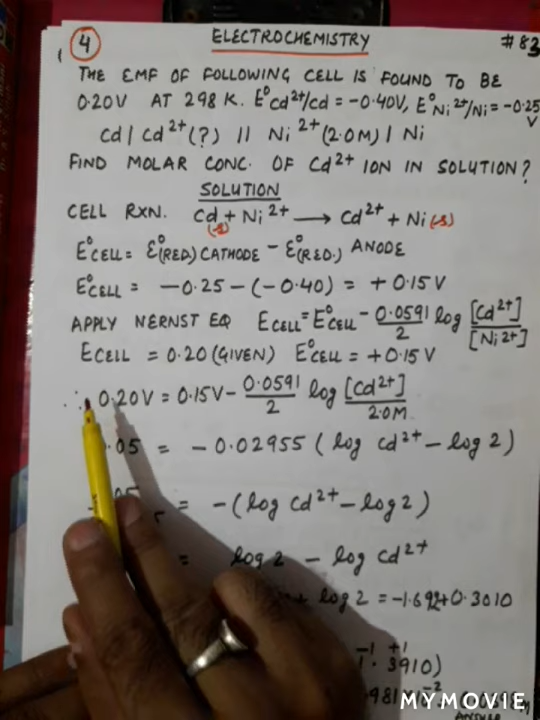 4 ELECTROCHEMISTRY #83
THE EMF OF FOLLOWING CELL IS FOUND TO BE
0.20V AT 298 K. E°Cd²⁺/cd = -0.40V, E°Ni²⁺/Ni = -0.25 V
Cd | Cd²⁺(?) || Ni²⁺(2.0M) | Ni
FIND MOLAR CONC. OF Cd²⁺ ION IN SOLUTION?
SOLUTION
CELL RXN. Cd(s) + Ni²⁺ → Cd²⁺ + Ni(s)
E°CELL = E°(RED.) CATHODE - E°(RED.) ANODE
E°CELL = -0.25 - (-0.40) = +0.15V
APPLY NERNST EQ ECELL = E°CELL - 0.0591/2 log [Cd²⁺]/[Ni²⁺]
ECELL = 0.20 (GIVEN) E°CELL = +0.15V
∴ 0.20V = 0.15V - 0.0591/2 log [Cd²⁺]/2.0M
.05 = -0.02955 (log cd²⁺ - log 2)
= -(log cd²⁺ - log 2)
= log 2 - log cd²⁺
+ log 2 = -1.692 + 0.3010
MYMOVIE